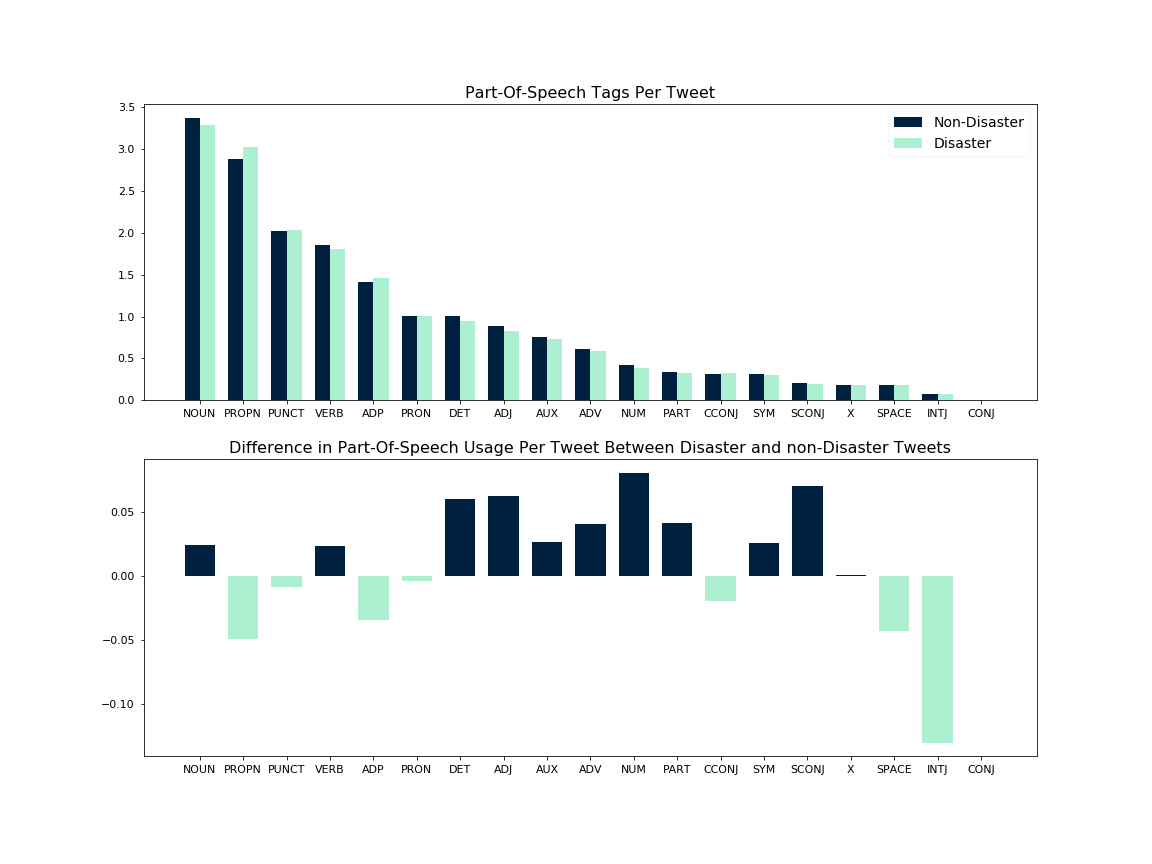 Part-Of-Speech Tags Per Tweet
3.5
3.0
2.5
2.0
1.5
1.0
0.5
0.0
Non-Disaster
Disaster
NOUN PROPN PUNCT VERB ADP PRON DET ADJ AUX ADV NUM PART CCONJ SYM SCONJ X SPACE INTJ CONJ
Difference in Part-Of-Speech Usage Per Tweet Between Disaster and non-Disaster Tweets
0.05
0.00
−0.05
−0.10
NOUN PROPN PUNCT VERB ADP PRON DET ADJ AUX ADV NUM PART CCONJ SYM SCONJ X SPACE INTJ CONJ